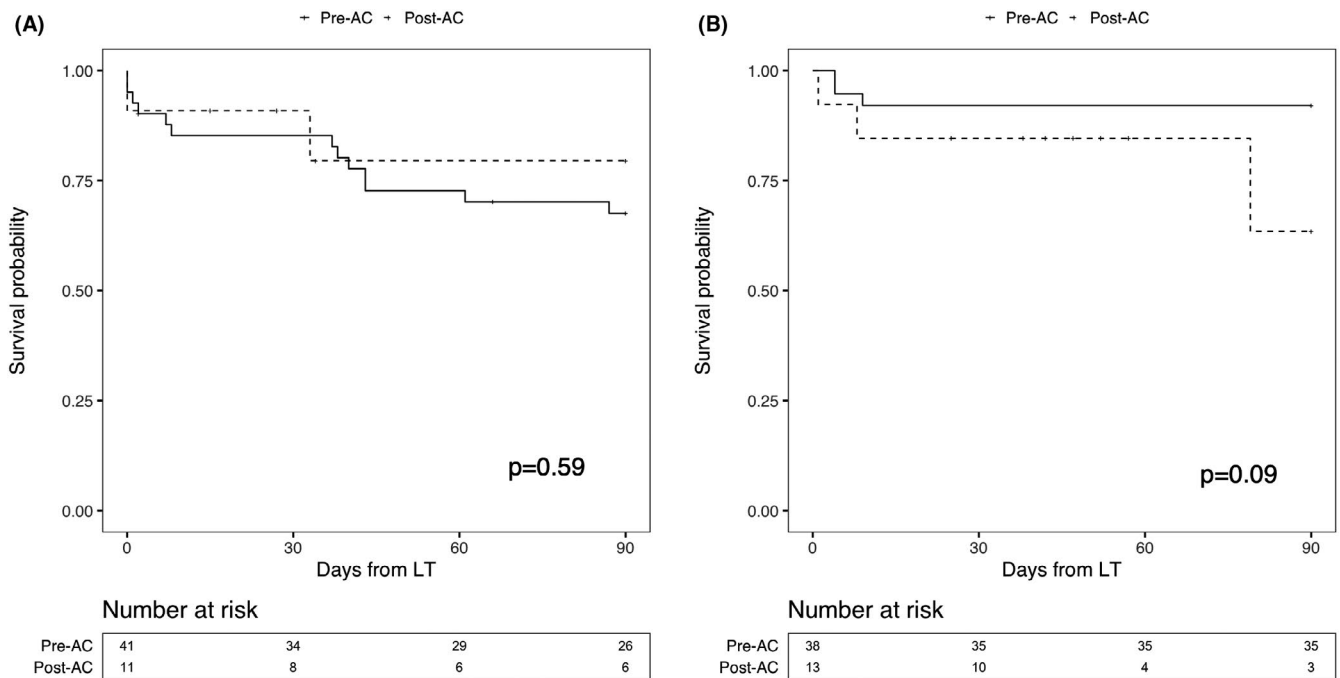 (A)
Pre-AC Post-AC
Survival probability
1.00
0.75
0.50
0.25
0.00
p=0.59
0 30 60 90
Days from LT
Number at risk
Pre-AC 41 34 29 26
Post-AC 11 8 6 6
(B)
Pre-AC Post-AC
Survival probability
1.00
0.75
0.50
0.25
0.00
p=0.09
0 30 60 90
Days from LT
Number at risk
Pre-AC 38 35 35 35
Post-AC 13 10 4 3